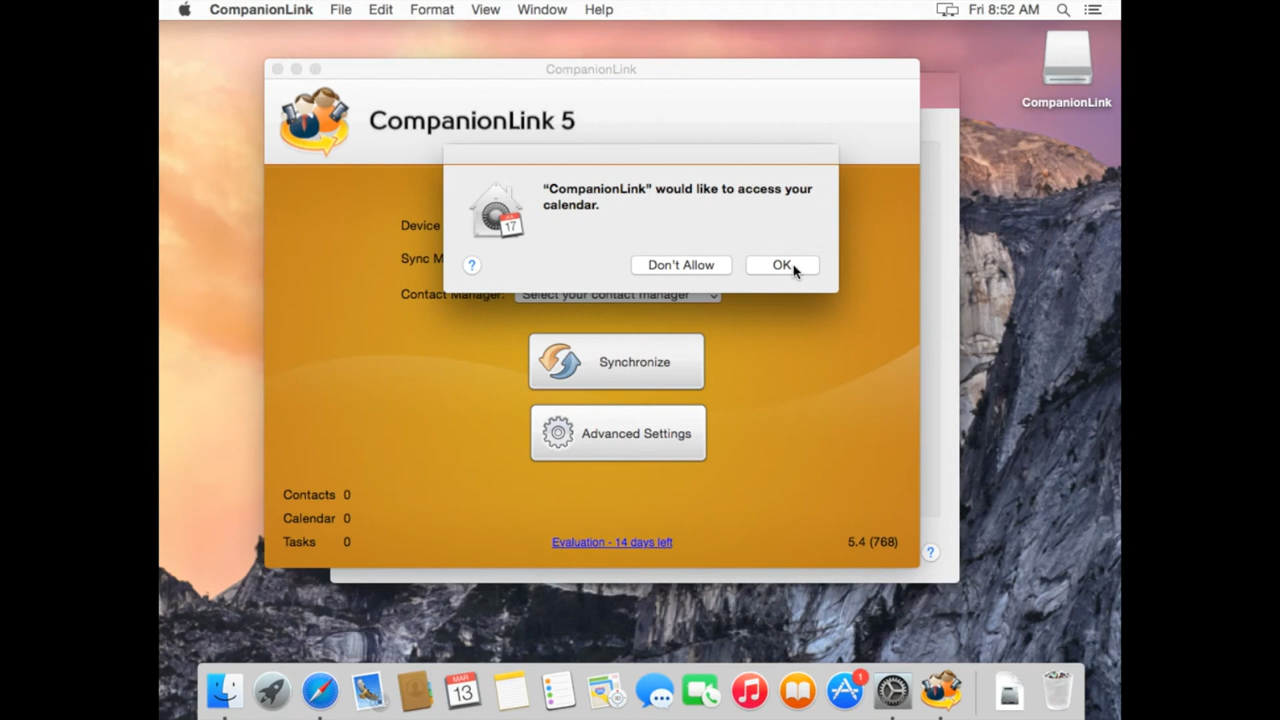 CompanionLink File Edit Format View Window Help Fri 8:52 AM
CompanionLink
CompanionLink
CompanionLink 5
“CompanionLink” would like to access your
calendar.
17
? Don't Allow OK
Device
Sync M
Contact Manager: Select your contact manager
Synchronize
Advanced Settings
Contacts 0
Calendar 0
Tasks 0
Evaluation - 14 days left
5.4 (768)
?
MAR
13
1